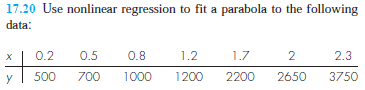 17.20 Use nonlinear regression to fit a parabola to the following
data:
x 0.2 0.5 0.8 1.2 1.7 2 2.3
y 500 700 1000 1200 2200 2650 3750